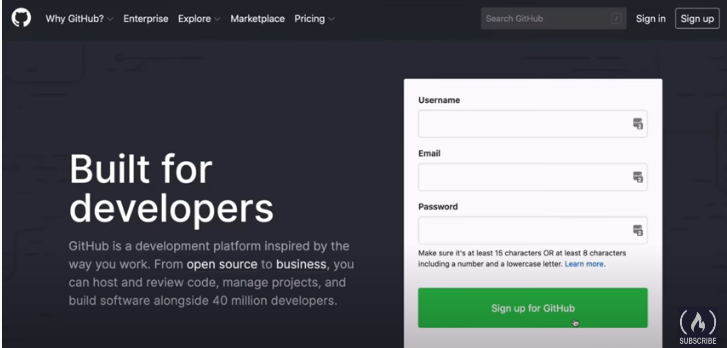 Why GitHub? Enterprise Explore Marketplace Pricing Search GitHub / Sign in Sign up
Built for
developers
GitHub is a development platform inspired by the
way you work. From open source to business, you
can host and review code, manage projects, and
build software alongside 40 million developers.
Username
Email
Password
Make sure it's at least 15 characters OR at least 8 characters
including a number and a lowercase letter. Learn more.
Sign up for GitHub
SUBSCRIBE